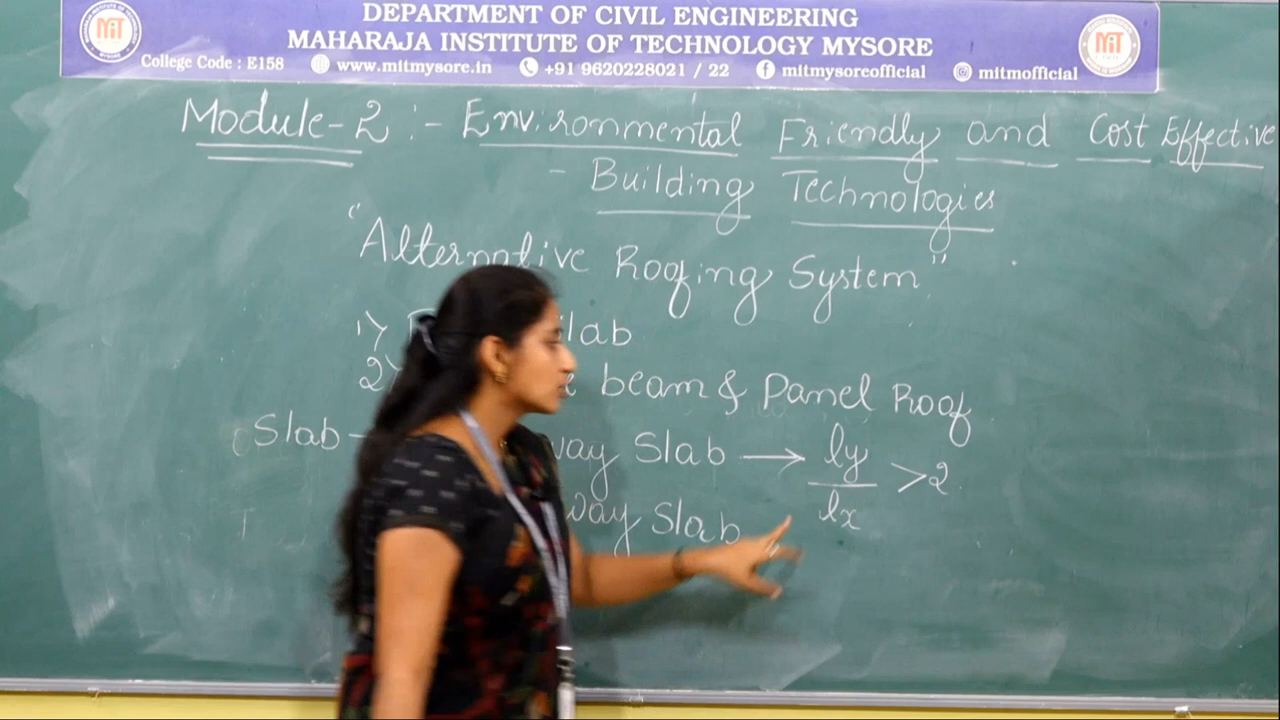 DEPARTMENT OF CIVIL ENGINEERING
MAHARAJA INSTITUTE OF TECHNOLOGY MYSORE
College Code : E158 www.mitmysore.in +91 9620228021 / 22 mitmysoreofficial mitmofficial
Module-2 :- Environmental Friendly and Cost Effective
- Building Technologies
"Alternative Roofing System"
1) slab
2) beam & Panel Roof
Slab - way Slab → ly/lx >2
way Slab